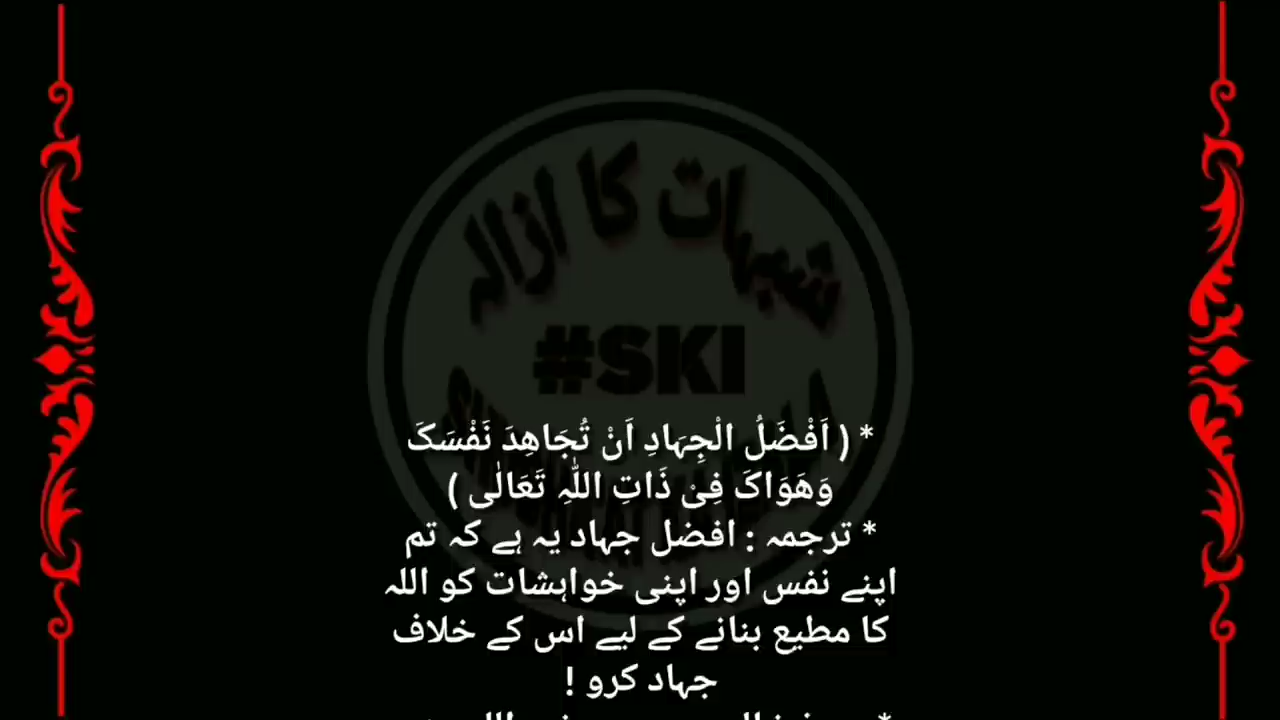 شبہات کا ازالہ
#SKI
* ( اَفْضَلُ الْجِہَادِ اَنْ تُجَاھِدَ نَفْسَکَ
وَھَوَاکَ فِیْ ذَاتِ اللّٰہِ تَعَالٰی )
* ترجمہ : افضل جہاد یہ ہے کہ تم
اپنے نفس اور اپنی خواہشات کو اللہ
کا مطیع بنانے کے لیے اس کے خلاف
جہاد کرو !